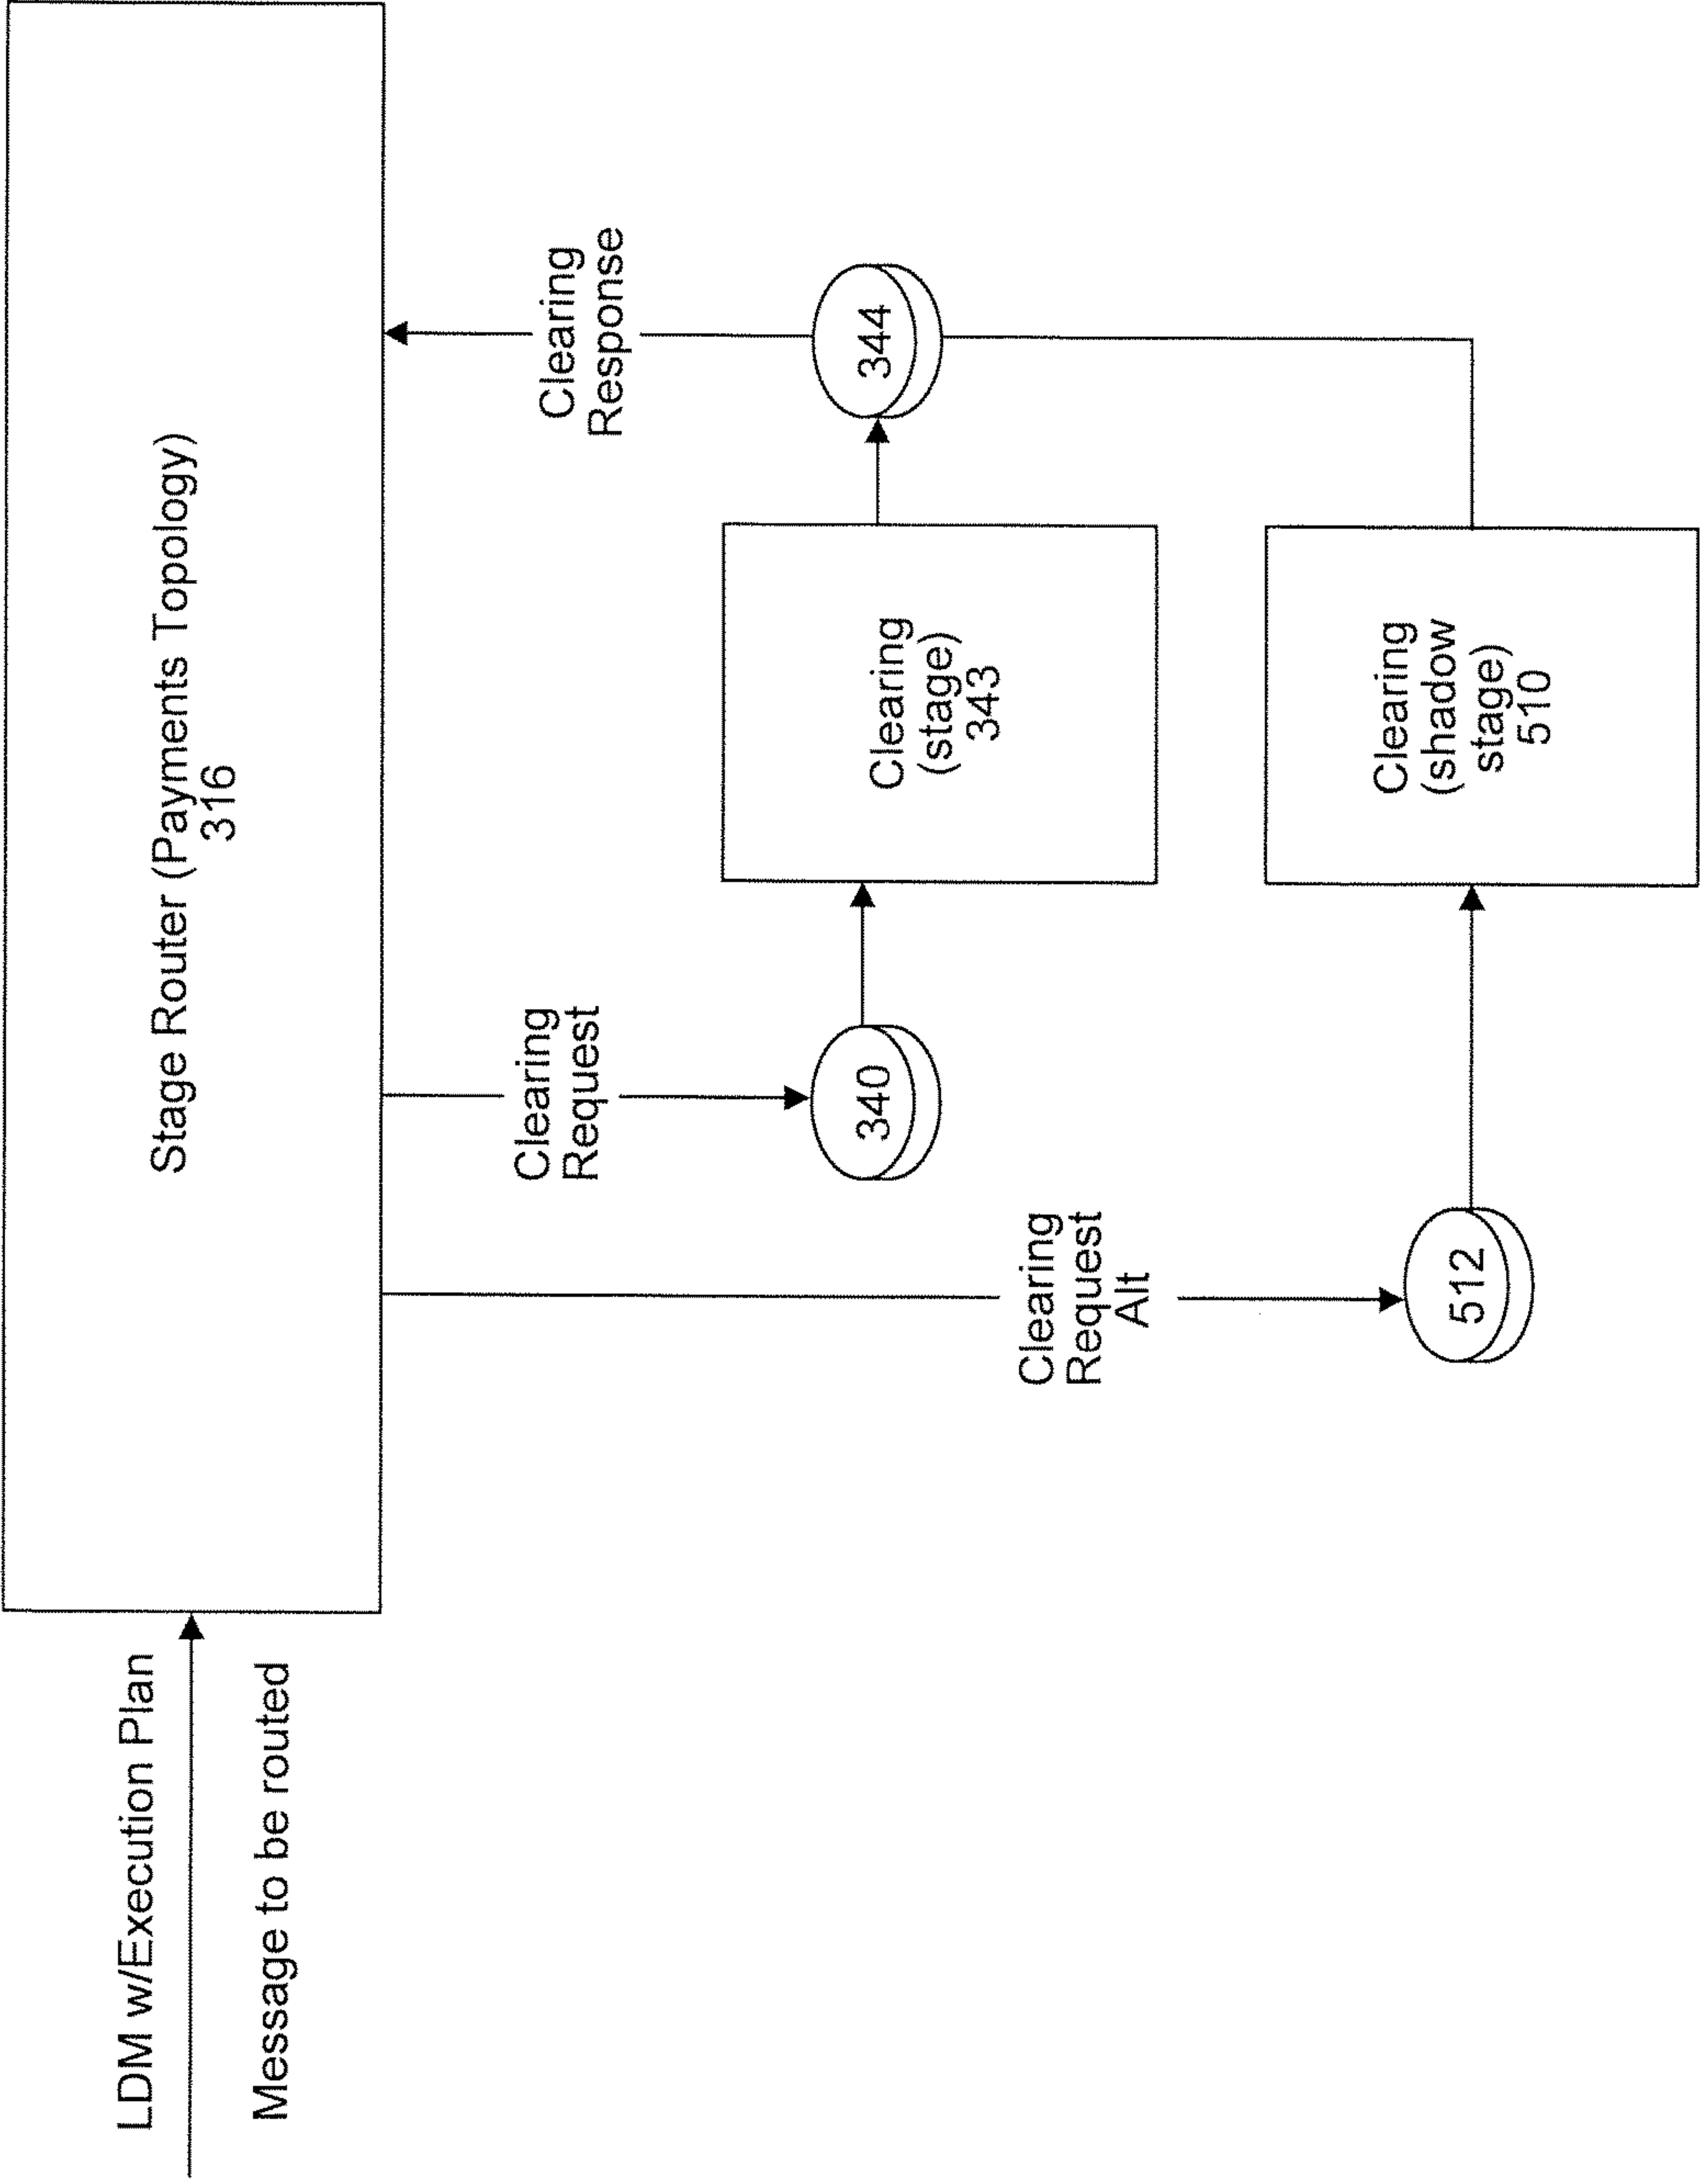 LDM w/Execution Plan
Message to be routed
Stage Router (Payments Topology)
316
Clearing
Request
Clearing
Response
Clearing
Request
Alt
340
Clearing
(stage)
343
344
512
Clearing
(shadow
stage)
510